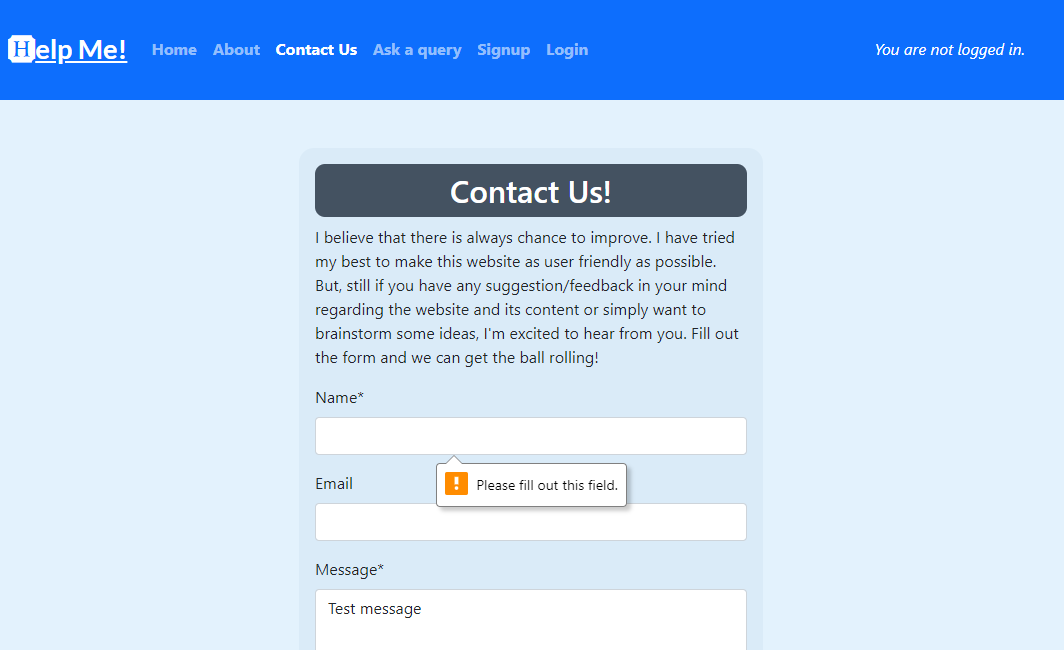 Help Me! Home About Contact Us Ask a query Signup Login You are not logged in.
Contact Us!
I believe that there is always chance to improve. I have tried
my best to make this website as user friendly as possible.
But, still if you have any suggestion/feedback in your mind
regarding the website and its content or simply want to
brainstorm some ideas, I'm excited to hear from you. Fill out
the form and we can get the ball rolling!
Name*
Please fill out this field.
Email
Message*
Test message